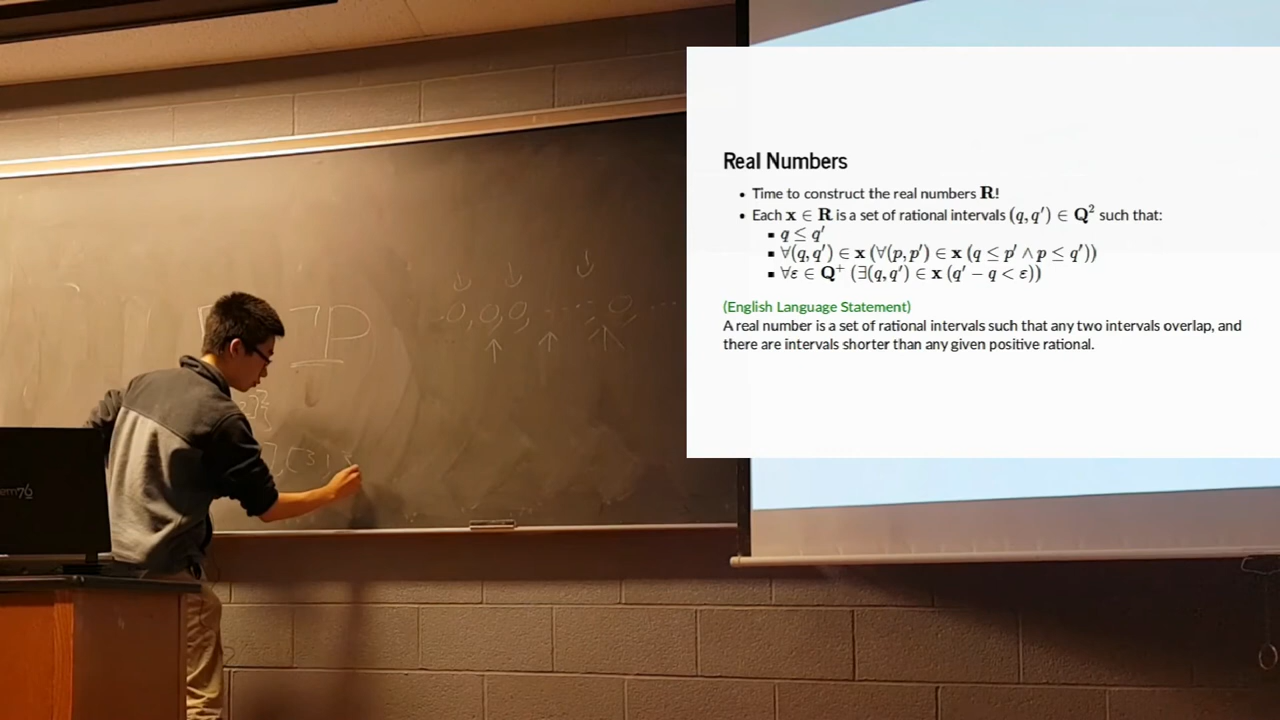 ¬¬P
Real Numbers
• Time to construct the real numbers R!
• Each x ∈ R is a set of rational intervals (q, q′) ∈ Q² such that:
▪ q ≤ q′
▪ ∀(q, q′) ∈ x (∀(p, p′) ∈ x (q ≤ p′ ∧ p ≤ q′))
▪ ∀ε ∈ Q⁺ (∃(q, q′) ∈ x (q′ − q < ε))
(English Language Statement)
A real number is a set of rational intervals such that any two intervals overlap, and
there are intervals shorter than any given positive rational.